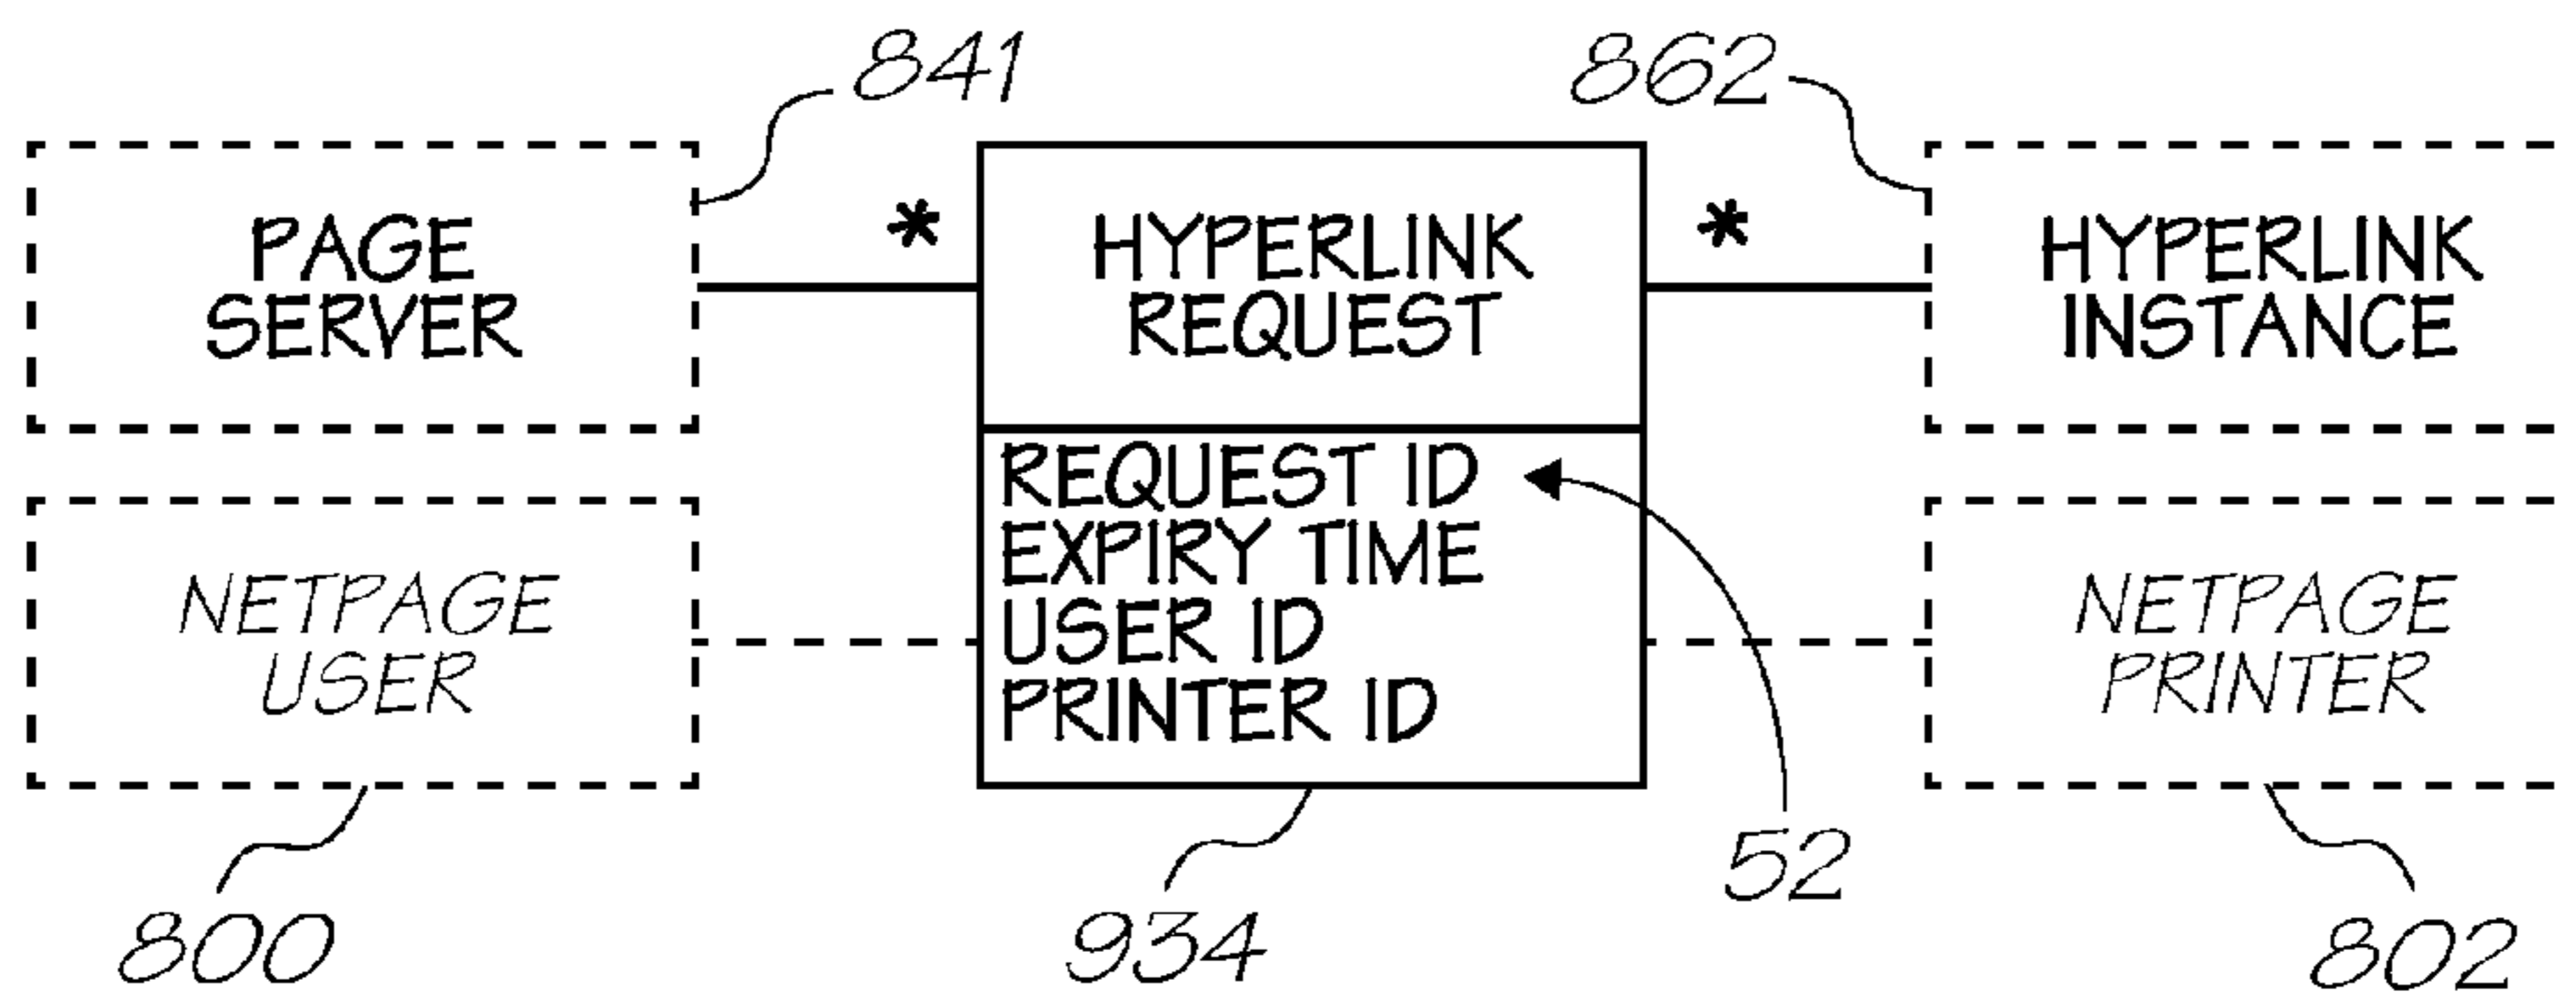 841
862
PAGE
SERVER
*
HYPERLINK
REQUEST
*
HYPERLINK
INSTANCE
REQUEST ID
EXPIRY TIME
USER ID
PRINTER ID
NETPAGE
USER
NETPAGE
PRINTER
800
934
52
802